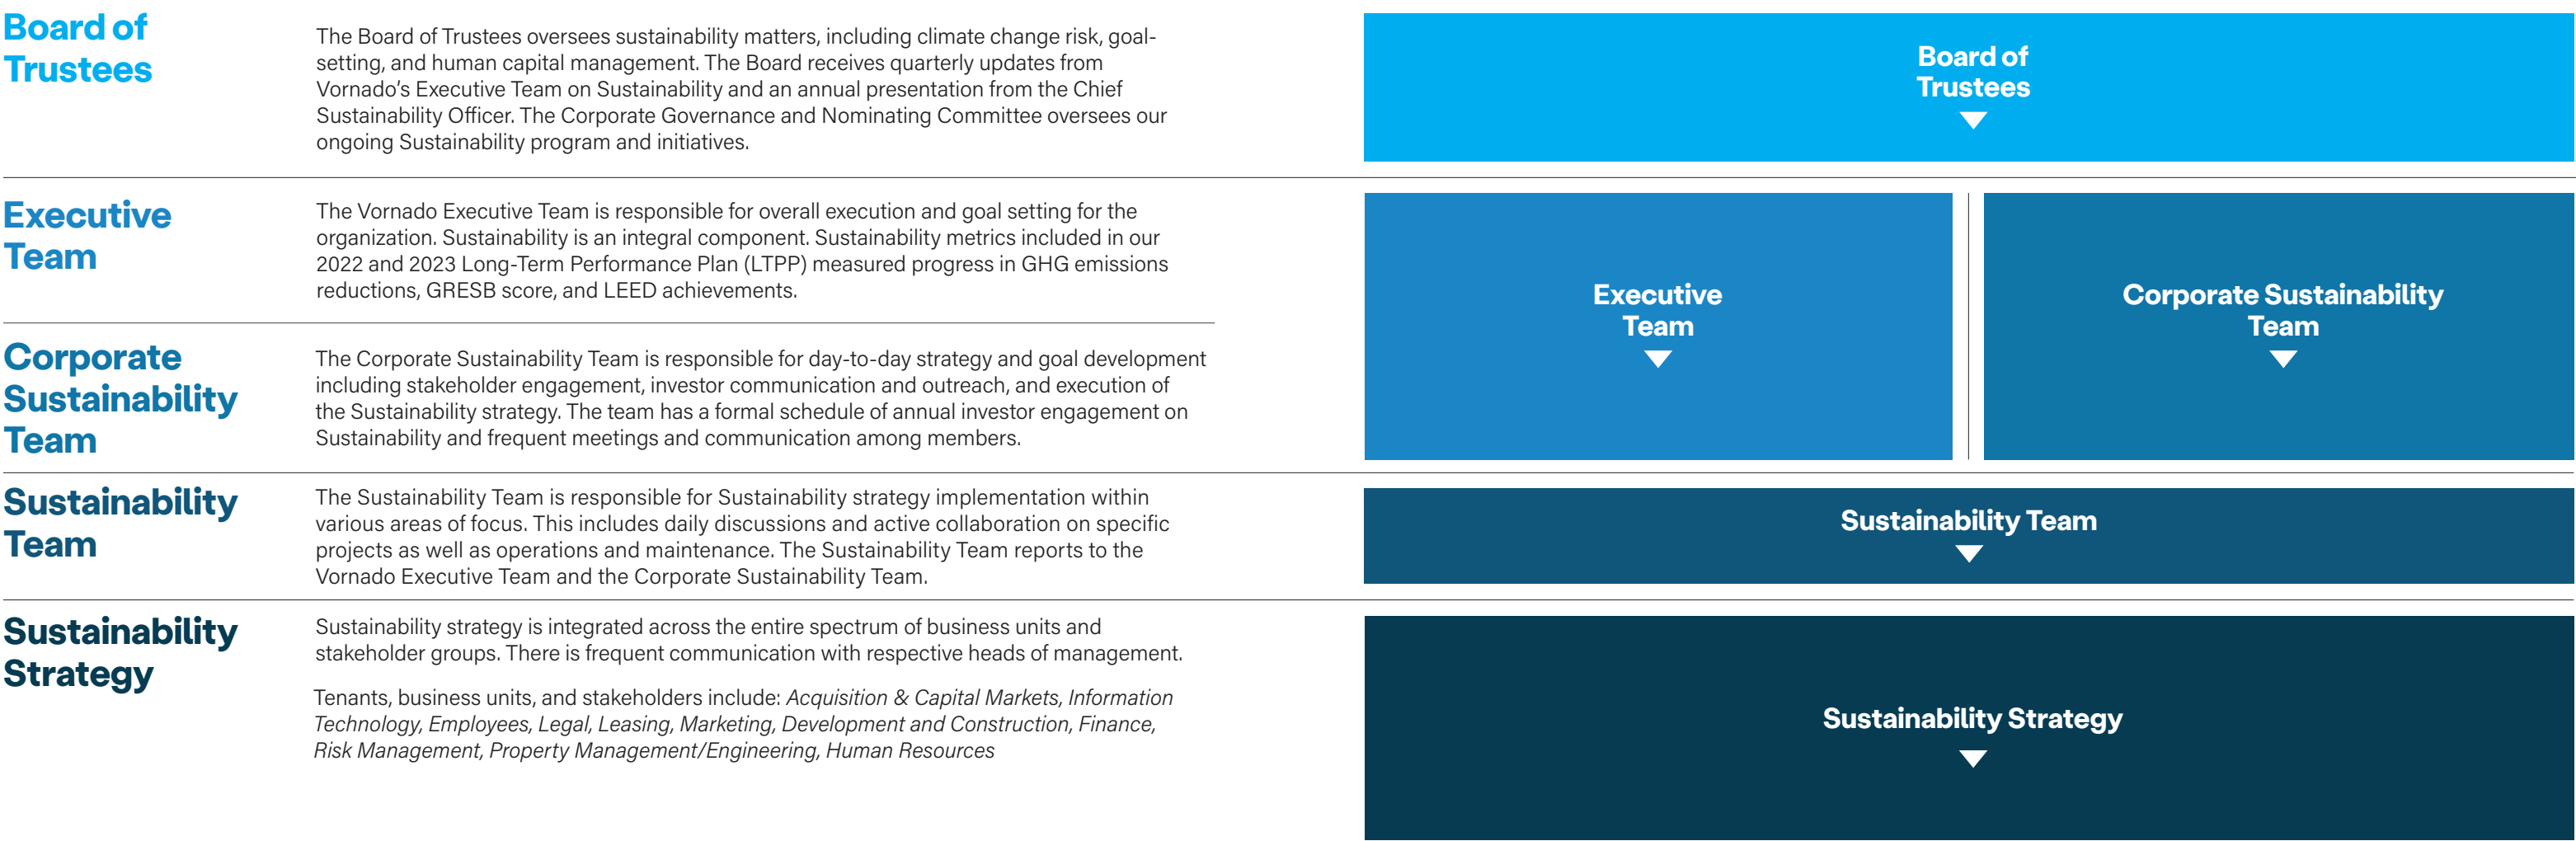 Board of
Trustees
The Board of Trustees oversees sustainability matters, including climate change risk, goal-
setting, and human capital management. The Board receives quarterly updates from
Vornado’s Executive Team on Sustainability and an annual presentation from the Chief
Sustainability Officer. The Corporate Governance and Nominating Committee oversees our
ongoing Sustainability program and initiatives.
Board of
Trustees
Executive
Team
The Vornado Executive Team is responsible for overall execution and goal setting for the
organization. Sustainability is an integral component. Sustainability metrics included in our
2022 and 2023 Long-Term Performance Plan (LTPP) measured progress in GHG emissions
reductions, GRESB score, and LEED achievements.
Corporate
Sustainability
Team
The Corporate Sustainability Team is responsible for day-to-day strategy and goal development
including stakeholder engagement, investor communication and outreach, and execution of
the Sustainability strategy. The team has a formal schedule of annual investor engagement on
Sustainability and frequent meetings and communication among members.
Executive
Team
Corporate Sustainability
Team
Sustainability
Team
The Sustainability Team is responsible for Sustainability strategy implementation within
various areas of focus. This includes daily discussions and active collaboration on specific
projects as well as operations and maintenance. The Sustainability Team reports to the
Vornado Executive Team and the Corporate Sustainability Team.
Sustainability Team
Sustainability
Strategy
Sustainability strategy is integrated across the entire spectrum of business units and
stakeholder groups. There is frequent communication with respective heads of management.
Tenants, business units, and stakeholders include: Acquisition & Capital Markets, Information
Technology, Employees, Legal, Leasing, Marketing, Development and Construction, Finance,
Risk Management, Property Management/Engineering, Human Resources
Sustainability Strategy